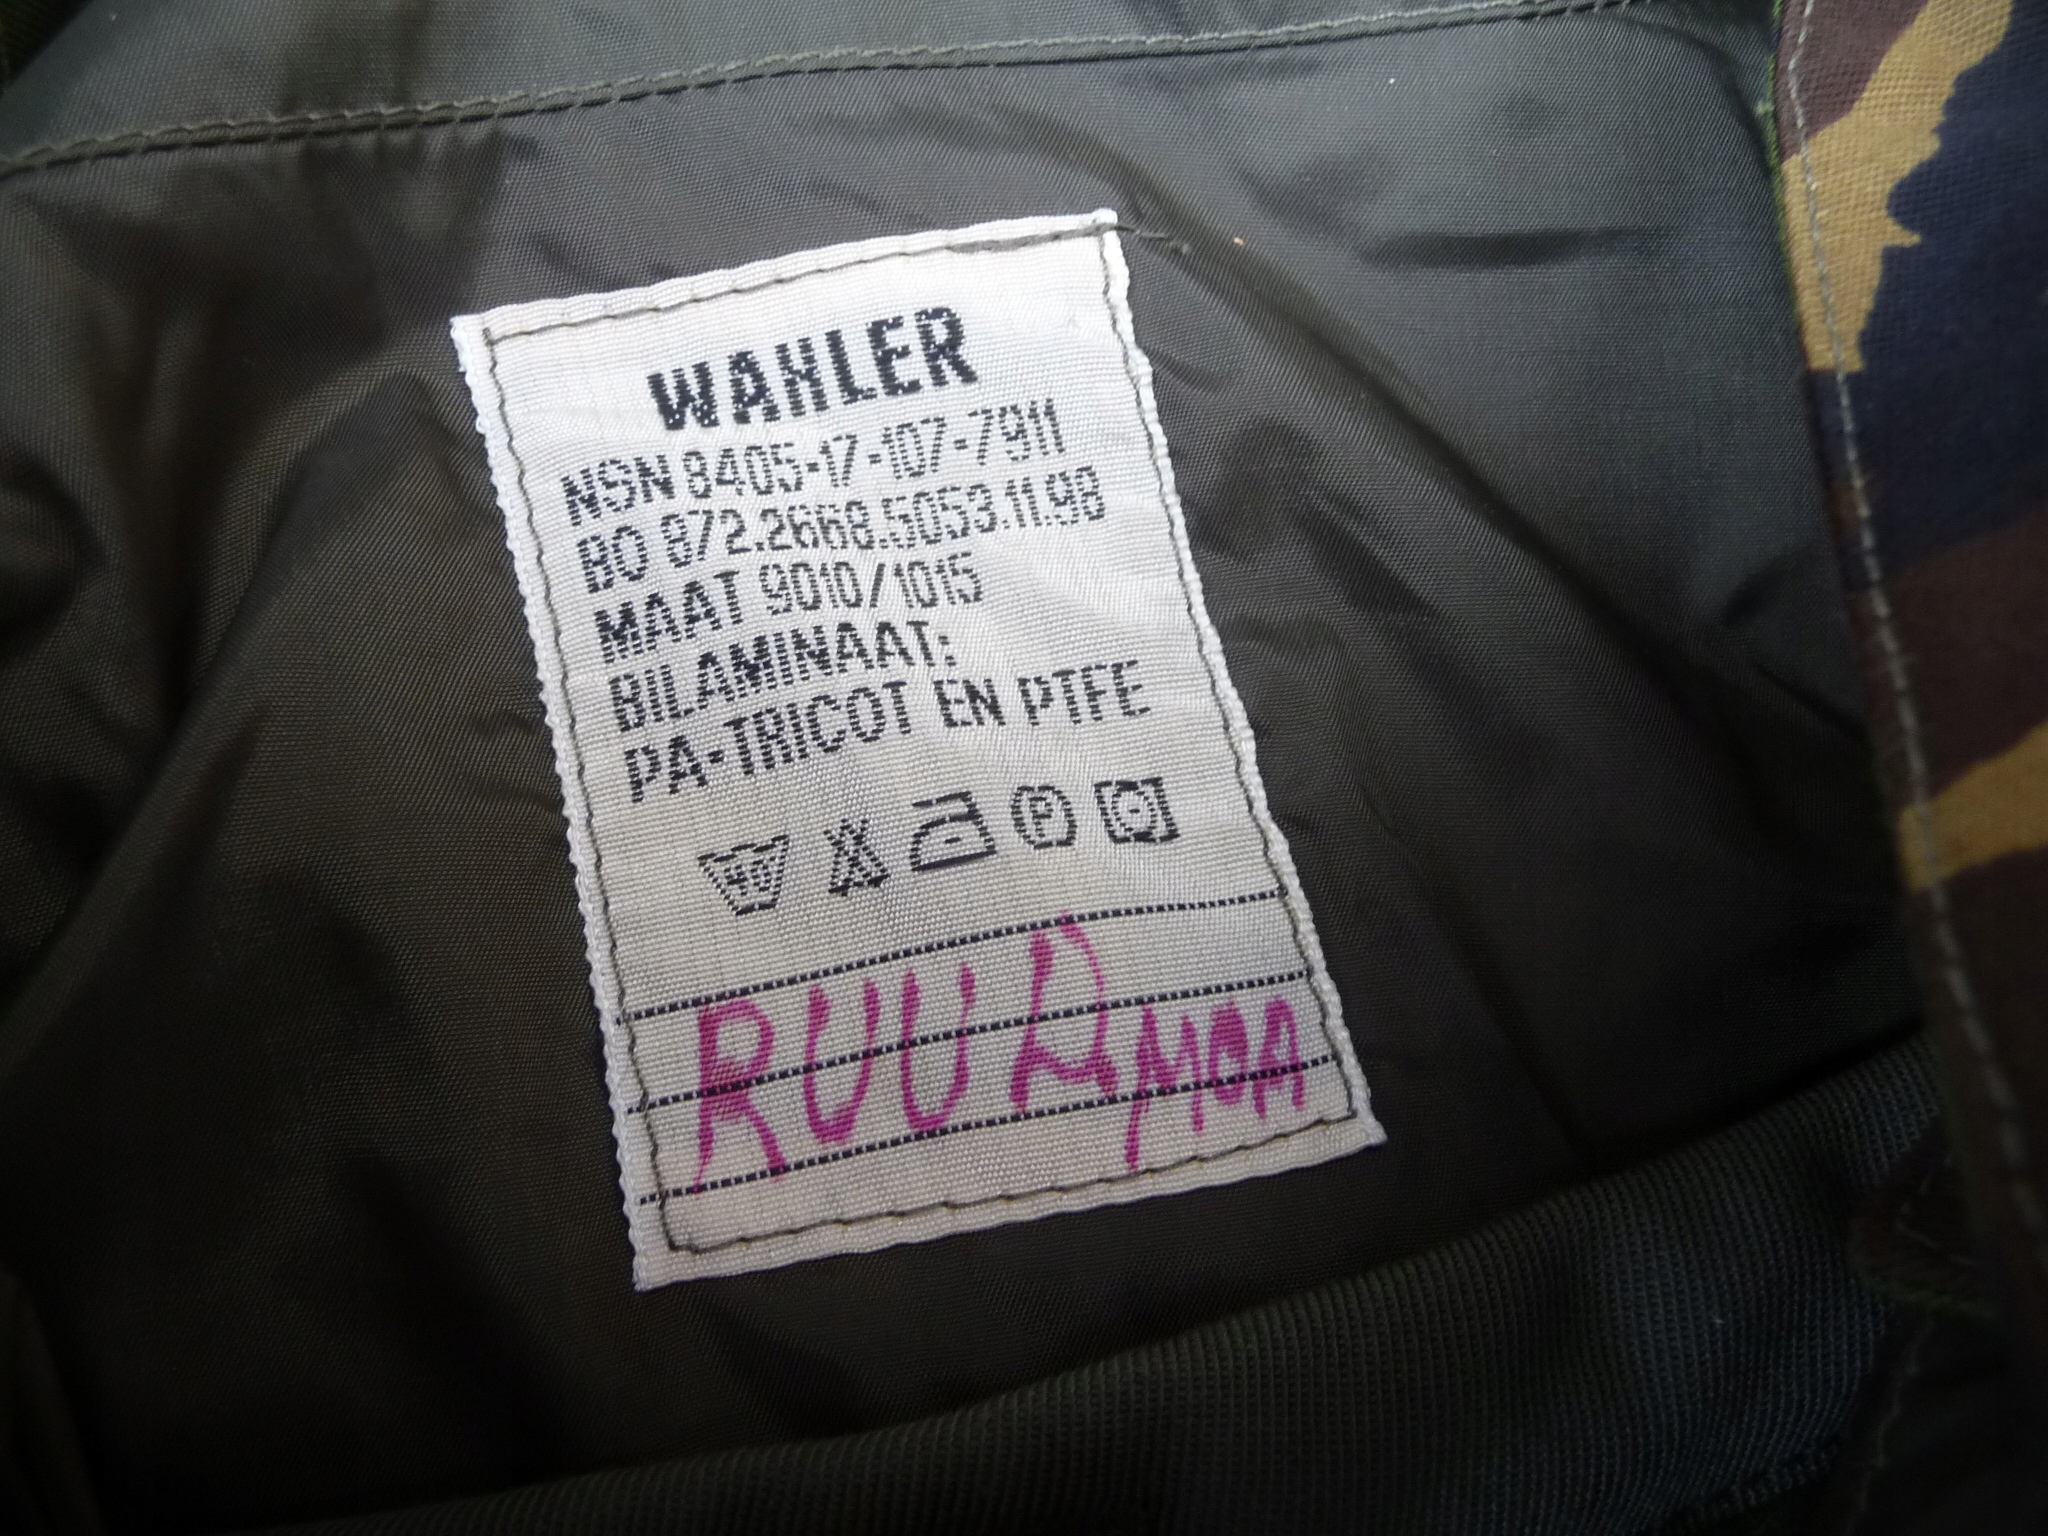 WAHLER
NSN 8405-17-107-7911
BO 872.2668.5053.11.98
MAAT 9010/1015
BILAMINAAT:
PA-TRICOT EN PTFE
40 P
RUUD